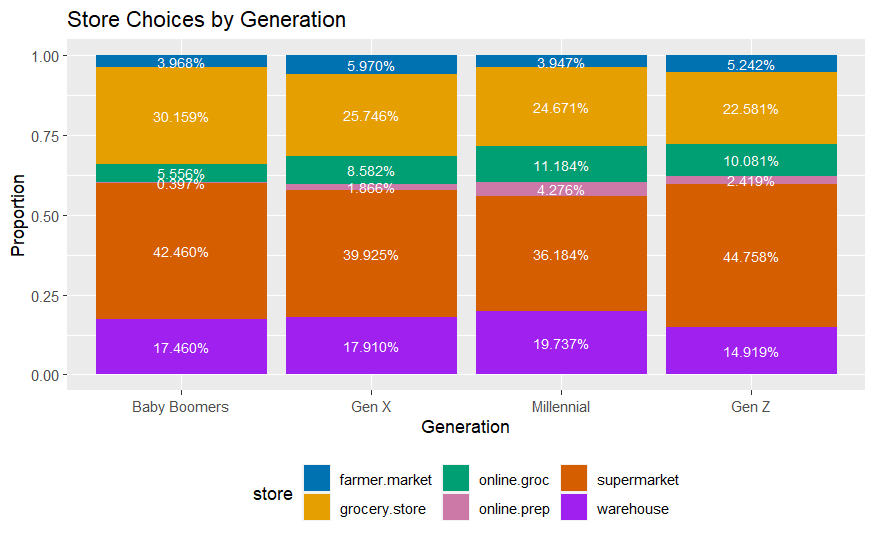 Store Choices by Generation
1.00
0.75
0.50
0.25
0.00
Proportion
3.968% 5.970% 3.947% 5.242%
30.159% 25.746% 24.671% 22.581%
5.556% 8.582% 11.184% 10.081%
0.397% 1.866% 4.276% 2.419%
42.460% 39.925% 36.184% 44.758%
17.460% 17.910% 19.737% 14.919%
Baby Boomers Gen X Millennial Gen Z
Generation
store
farmer.market online.groc supermarket
grocery.store online.prep warehouse